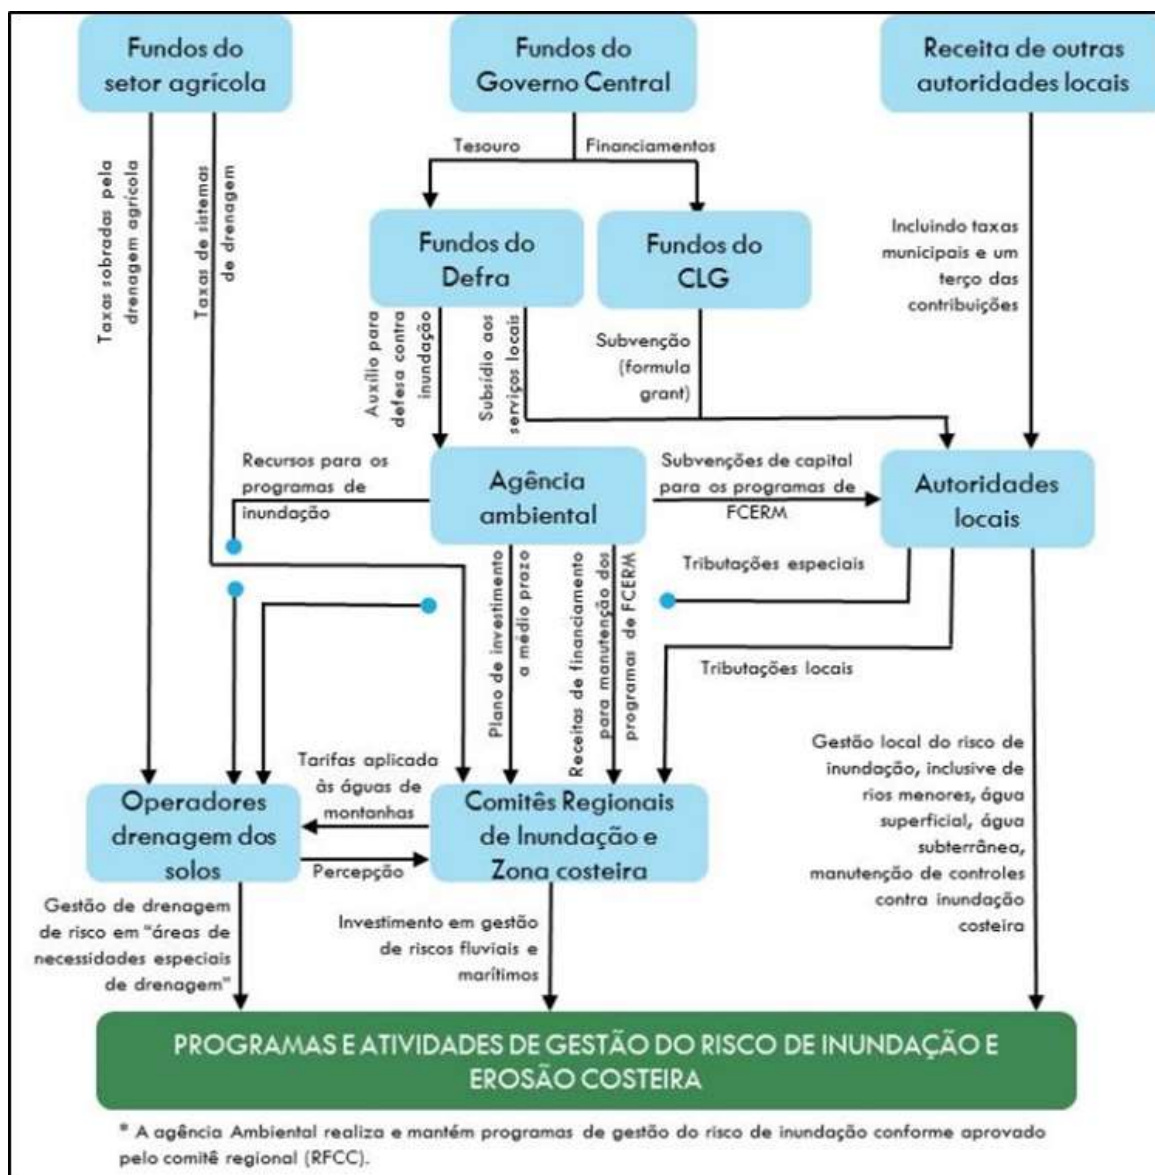 Fundos do
setor agrícola
Fundos do
Governo Central
Receita de outras
autoridades locais
Taxas sobradas pela
drenagem agrícola
Taxas de sistemas
de drenagem
Tesouro
Financiamentos
Fundos do
Defra
Fundos do
CLG
Incluindo taxas
municipais e um
terço das
contribuições
Auxílio para
defesa contra
inundação
Subsídio aos
serviços locais
Subvenção
(formula
grant)
Recursos para os
programas de
inundação
Agência
ambiental
Subvenções de capital
para os programas de
FCERM
Autoridades
locais
Plano de investimento
a médio prazo
Receitas de financiamento
para manutenção dos
programas de FCERM
Tributações especiais
Tributações locais
Tarifas aplicada
às águas de
montanhas
Operadores
drenagem dos
solos
Percepção
Comitês Regionais
de Inundação e
Zona costeira
Gestão local do risco de
inundação, inclusive de
rios menores, água
superficial, água
subterrânea,
manutenção de controles
contra inundação
costeira
Gestão de drenagem
de risco em "áreas de
necessidades especiais
de drenagem"
Investimento em gestão
de riscos fluviais e
marítimos
PROGRAMAS E ATIVIDADES DE GESTÃO DO RISCO DE INUNDAÇÃO E
EROSÃO COSTEIRA
* A agência Ambiental realiza e mantém programas de gestão do risco de inundação conforme aprovado
pelo comitê regional (RFCC).